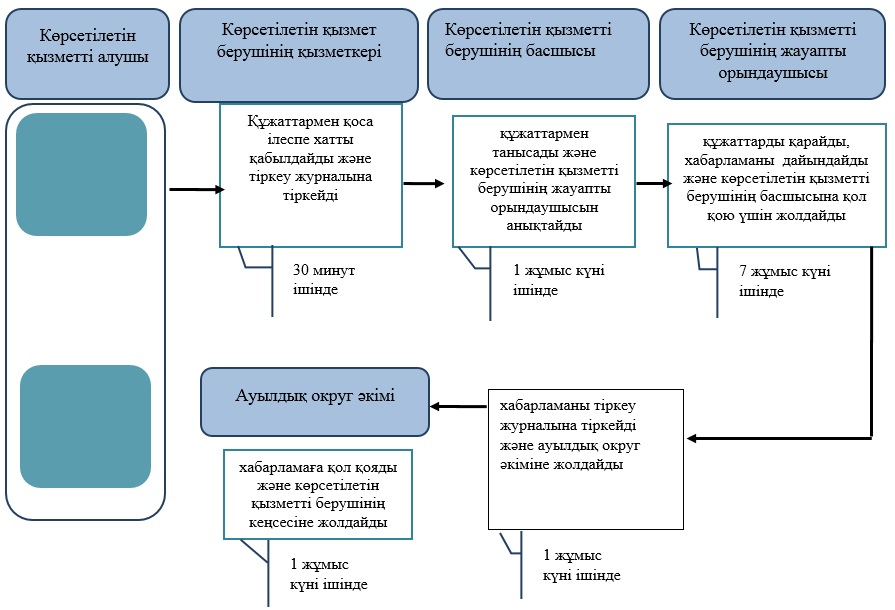 Көрсетілетін
қызметті алушы
Көрсетілетін қызмет
берушінің қызметкері
Көрсетілетін қызметті
берушінің басшысы
Көрсетілетін қызметті
берушінің жауапты
орындаушысы
Құжаттармен қоса
ілеспе хатты
қабылдайды және
тіркеу журналына
тіркейді
құжаттармен
танысады және
көрсетілетін қызметті
берушінің жауапты
орындаушысын
анықтайды
құжаттарды қарайды,
хабарламаны дайындайды
және көрсетілетін қызметті
берушінің басшысына қол
қою үшін жолдайды
30 минут
ішінде
1 жұмыс күні
ішінде
7 жұмыс күні
ішінде
Ауылдық округ әкімі
хабарламаны тіркеу
журналына тіркейді
және ауылдық округ
әкіміне жолдайды
хабарламаға қол қояды
және көрсетілетін
қызметті берушінің
кеңсесіне жолдайды
1 жұмыс
күні ішінде
1 жұмыс
күні ішінде